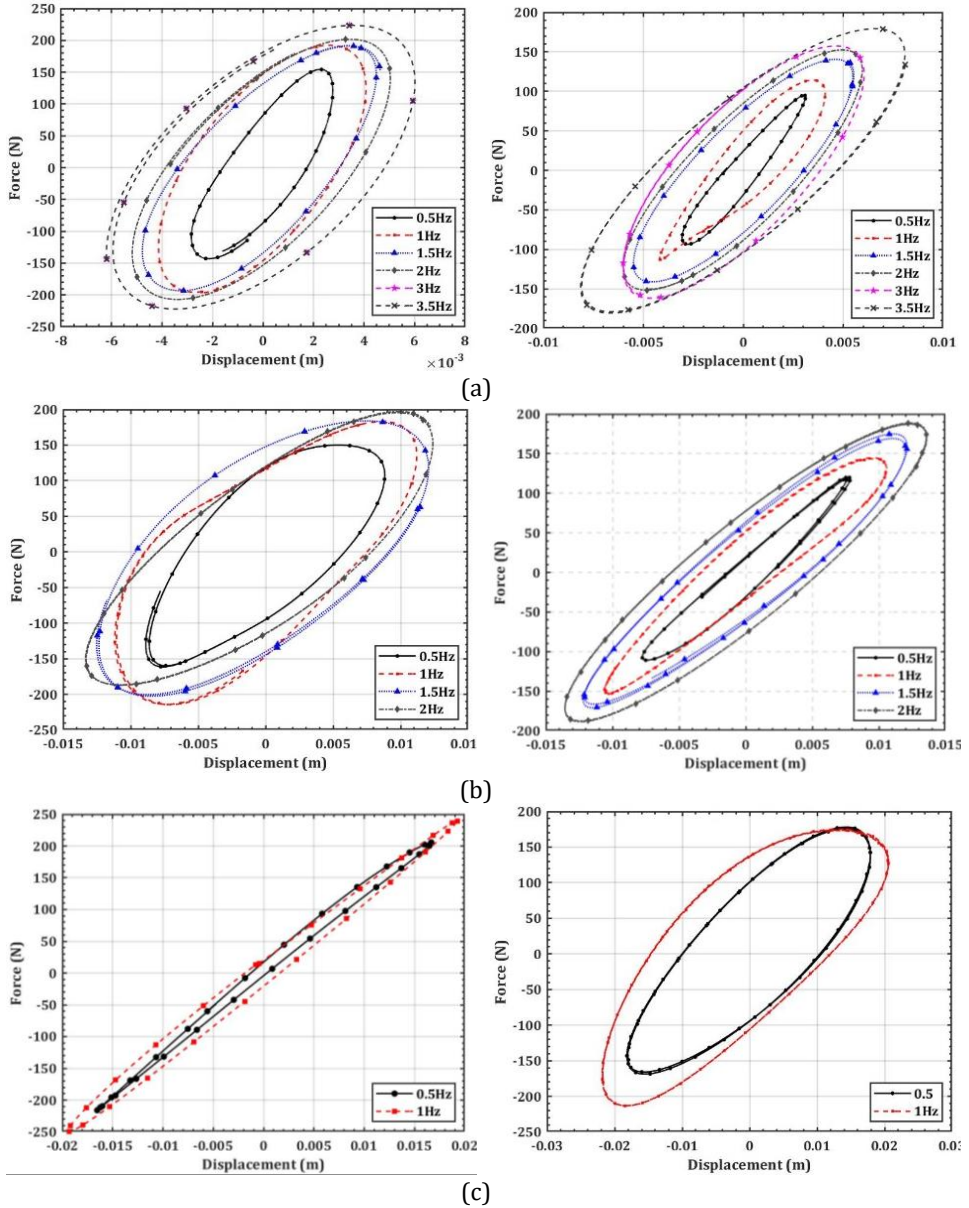 250
200
150
100
50
0
-50
-100
-150
-200
-250
Force (N)
-8 -6 -4 -2 0 2 4 6 8
Displacement (m)
×10⁻³
0.5Hz
1Hz
1.5Hz
2Hz
3Hz
3.5Hz
200
150
100
50
0
-50
-100
-150
-200
Force (N)
-0.01 -0.005 0 0.005 0.01
Displacement (m)
0.5Hz
1Hz
1.5Hz
2Hz
3Hz
3.5Hz
(a)
200
150
100
50
0
-50
-100
-150
-200
-250
Force (N)
-0.015 -0.01 -0.005 0 0.005 0.01
Displacement (m)
0.5Hz
1Hz
1.5Hz
2Hz
200
150
100
50
0
-50
-100
-150
-200
Force (N)
-0.015 -0.01 -0.005 0 0.005 0.01 0.015
Displacement (m)
0.5Hz
1Hz
1.5Hz
2Hz
(b)
250
200
150
100
50
0
-50
-100
-150
-200
-250
Force (N)
-0.02 -0.015 -0.01 -0.005 0 0.005 0.01 0.015 0.02
Displacement (m)
0.5Hz
1Hz
200
150
100
50
0
-50
-100
-150
-200
-250
Force (N)
-0.03 -0.02 -0.01 0 0.01 0.02 0.03
Displacement (m)
0.5
1Hz
(c)